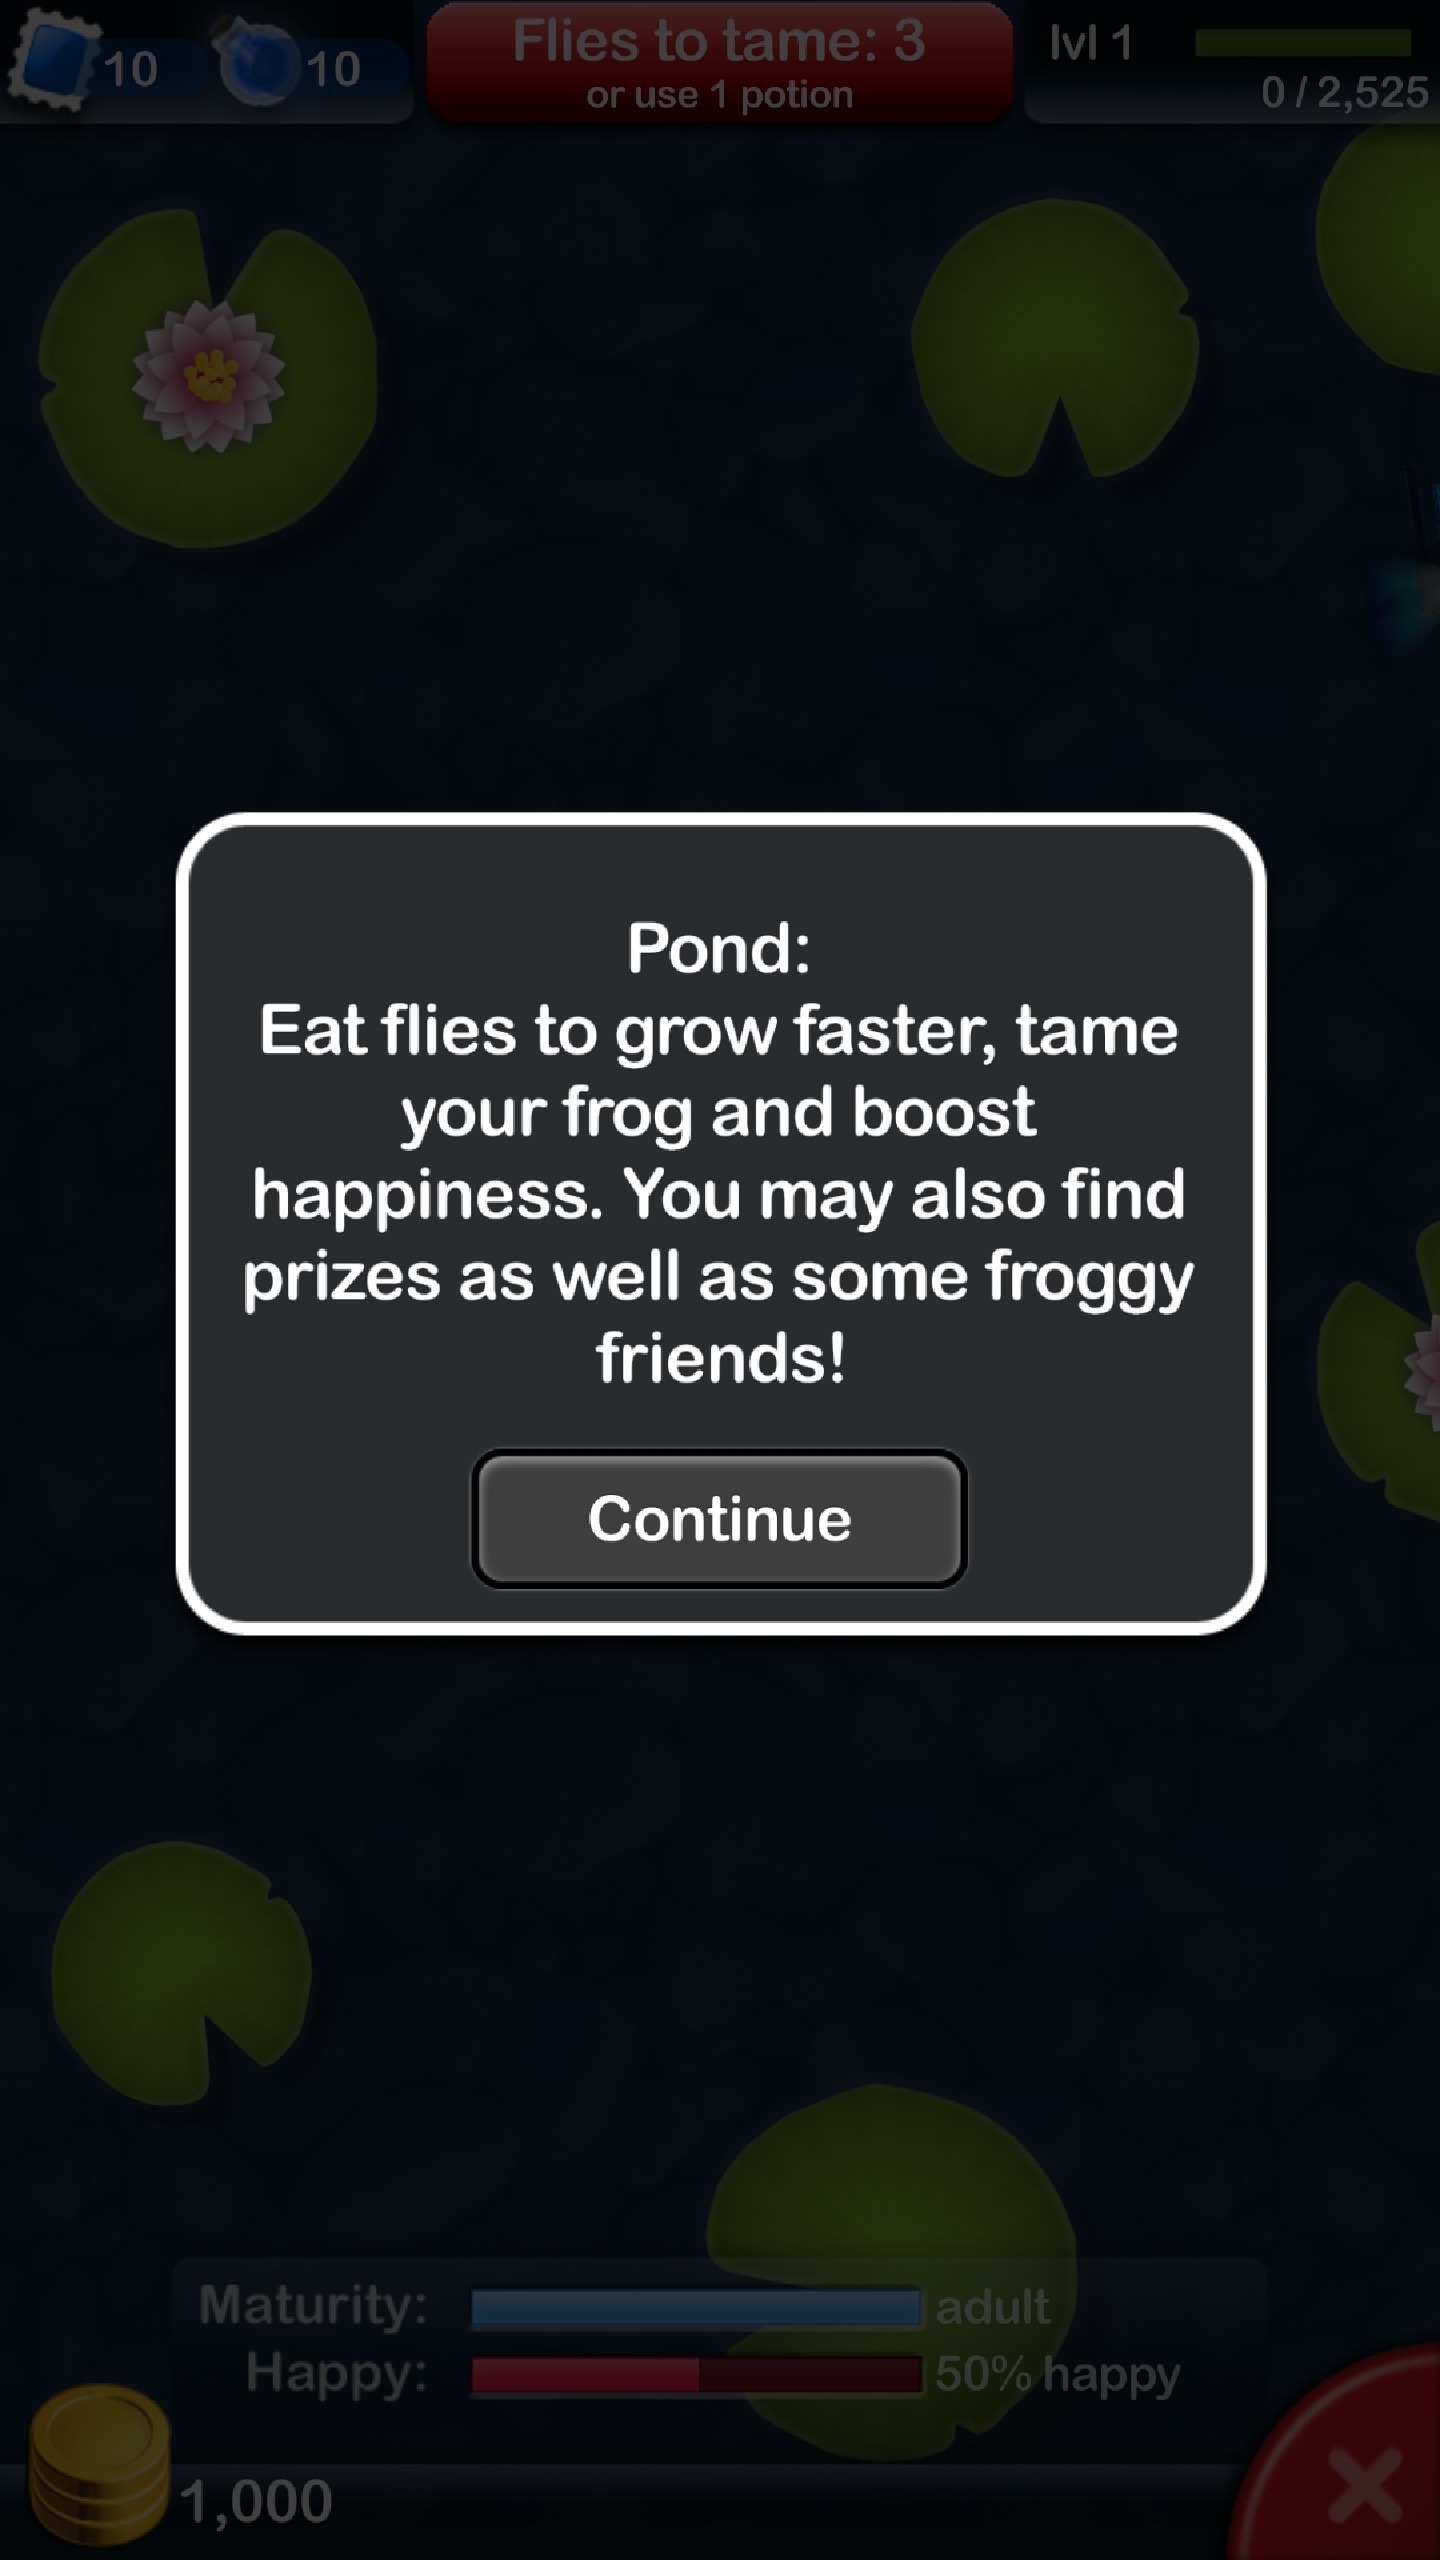 10
10
Flies to tame: 3
or use 1 potion
lvl 1
0 / 2,525
Pond:
Eat flies to grow faster, tame
your frog and boost
happiness. You may also find
prizes as well as some froggy
friends!
Continue
Maturity:
adult
Happy:
50% happy
1,000